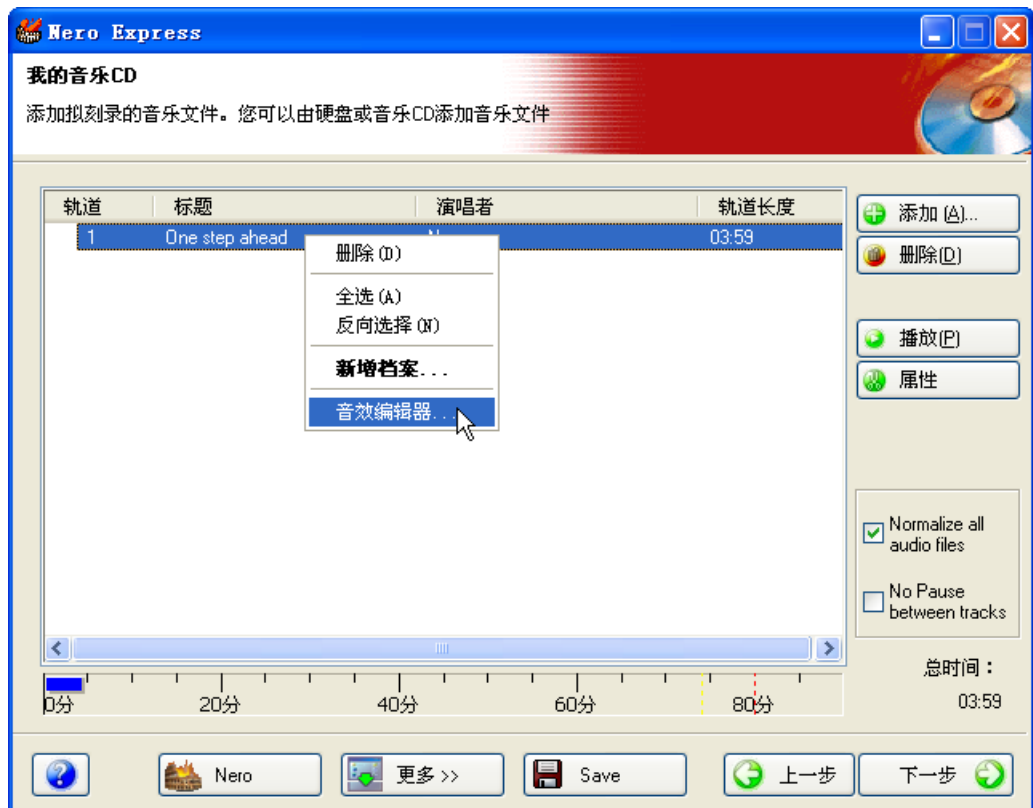 Nero Express
我的音乐CD
添加拟刻录的音乐文件。您可以由硬盘或音乐CD添加音乐文件
轨道 标题 演唱者 轨道长度
1 One step ahead 03:59
删除(D)
全选(A)
反向选择(N)
新增档案...
音效编辑器...
添加(A)...
删除(D)
播放(P)
属性
Normalize all
audio files
No Pause
between tracks
总时间：
03:59
0分 20分 40分 60分 80分
? Nero 更多 >> Save 上一步 下一步